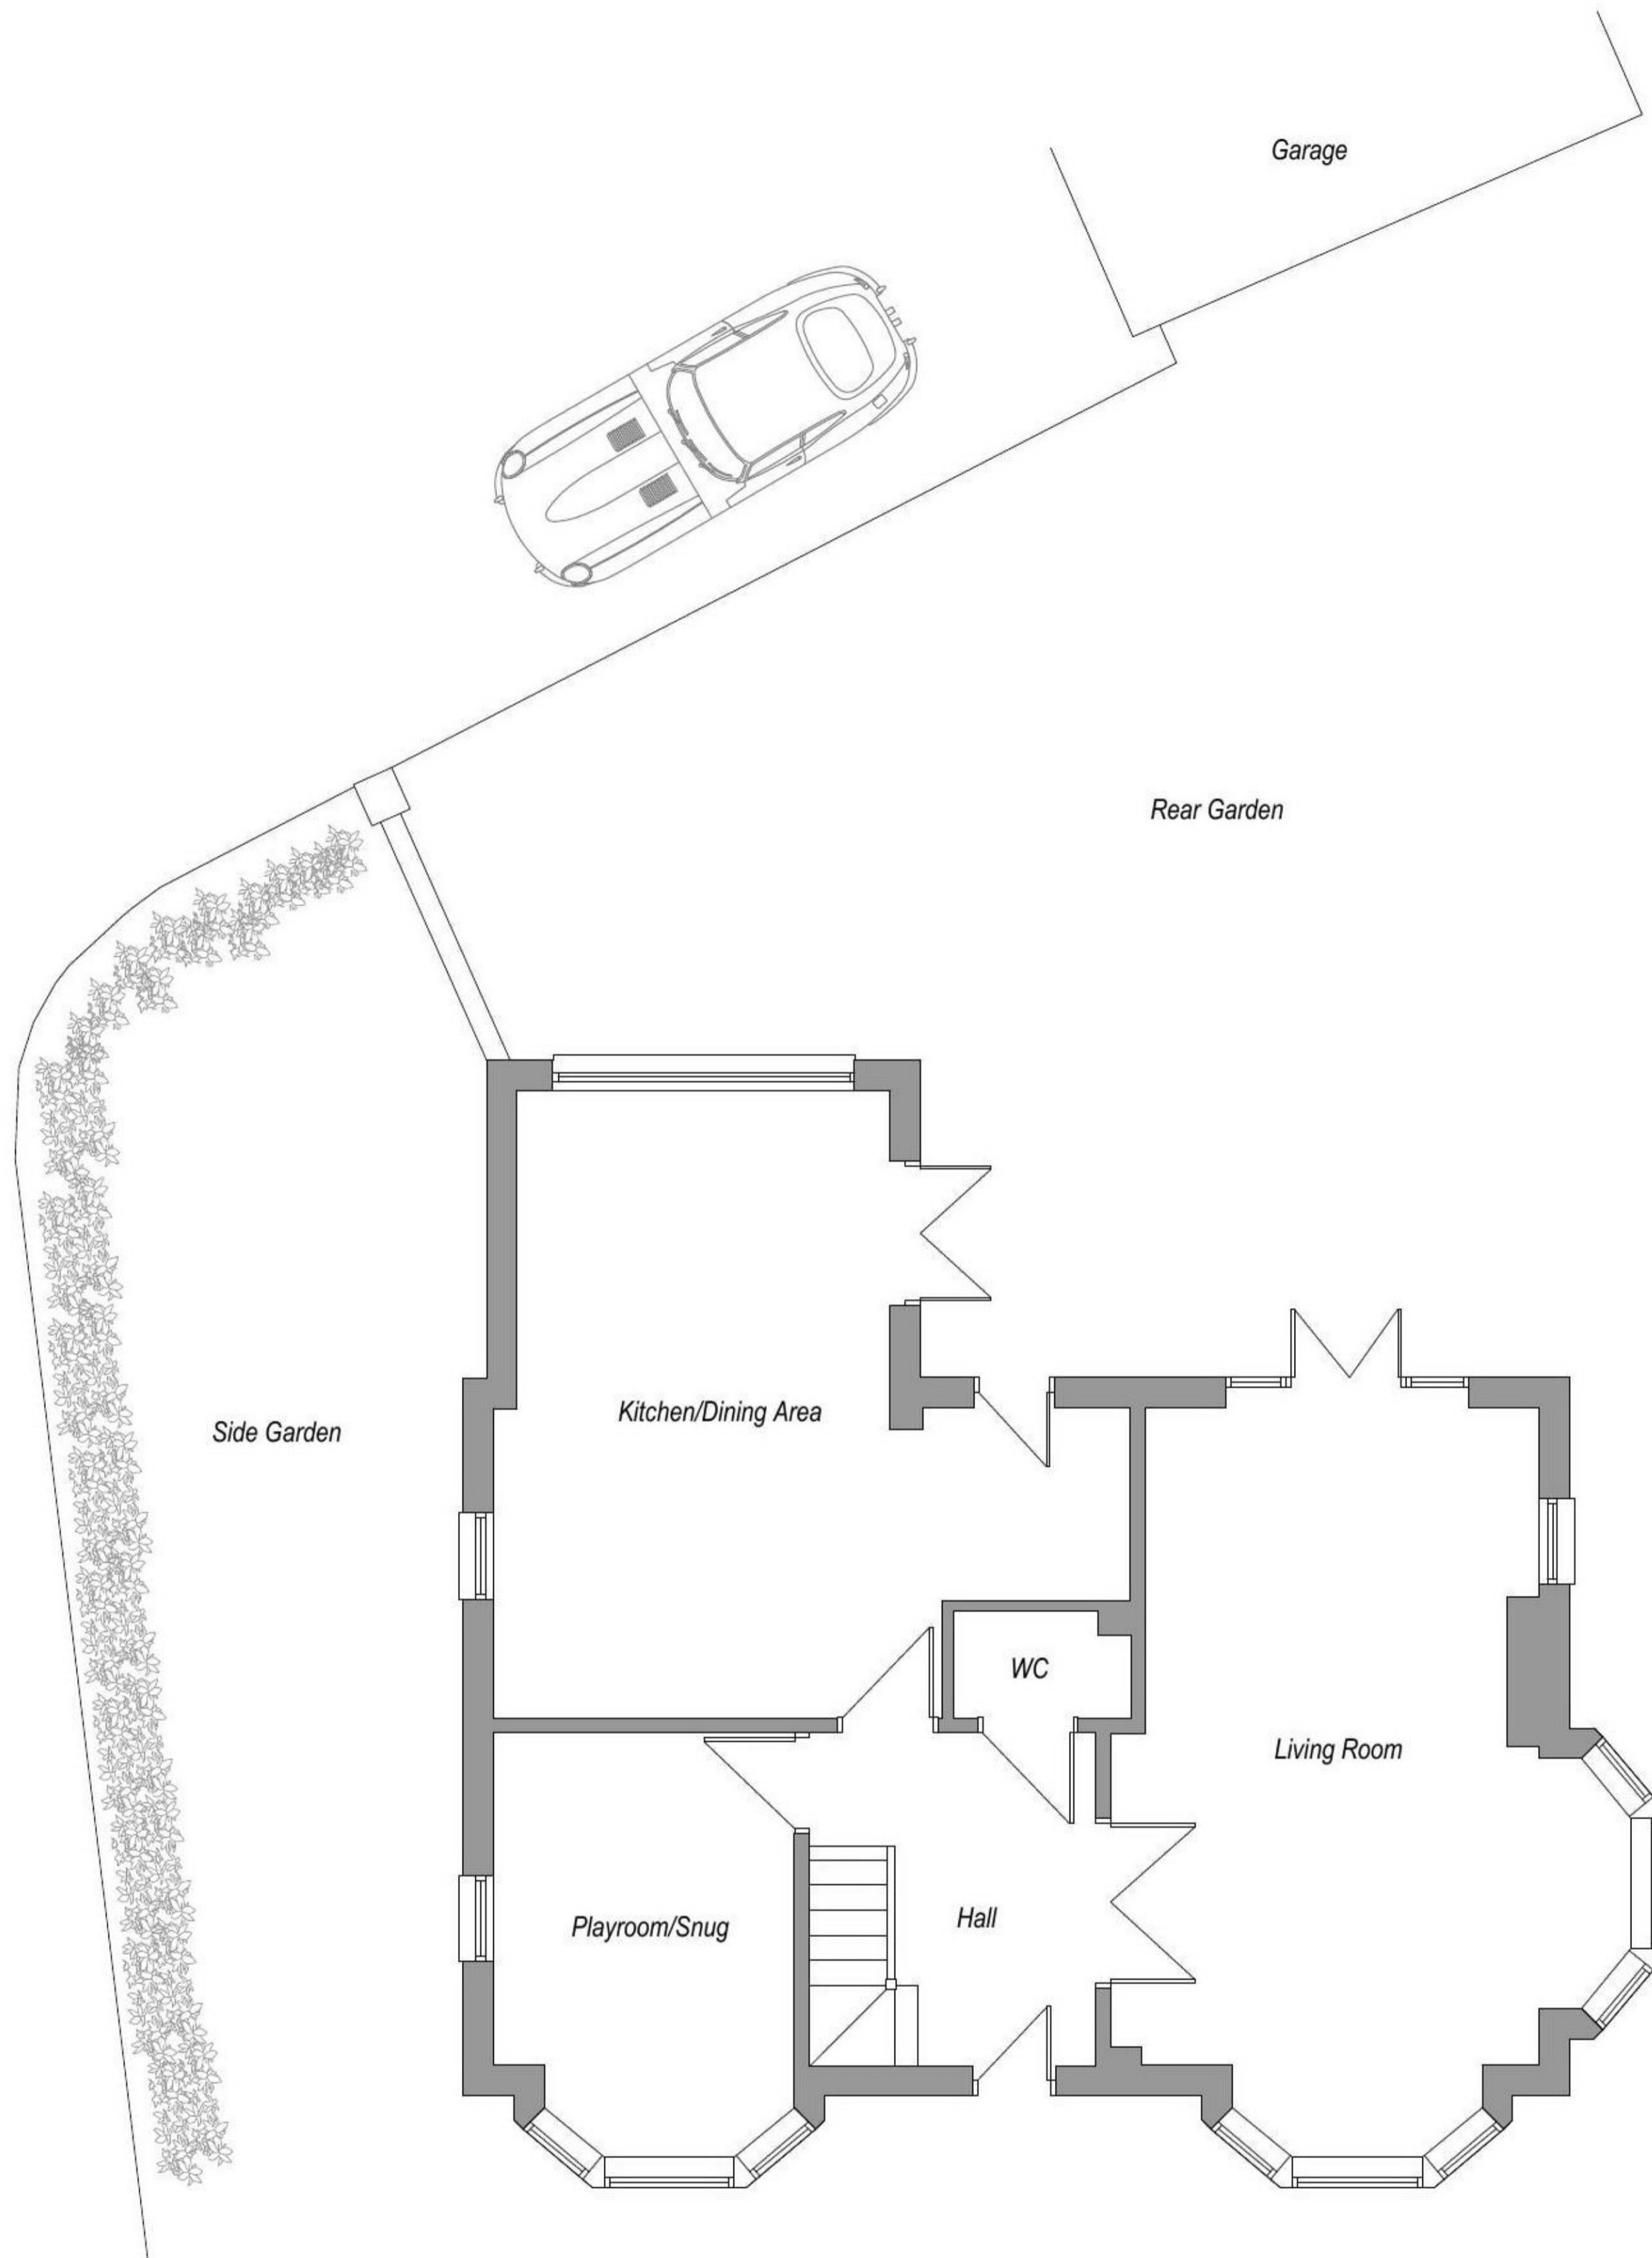 Garage
Rear Garden
Kitchen/Dining Area
Side Garden
WC
Living Room
Hall
Playroom/Snug